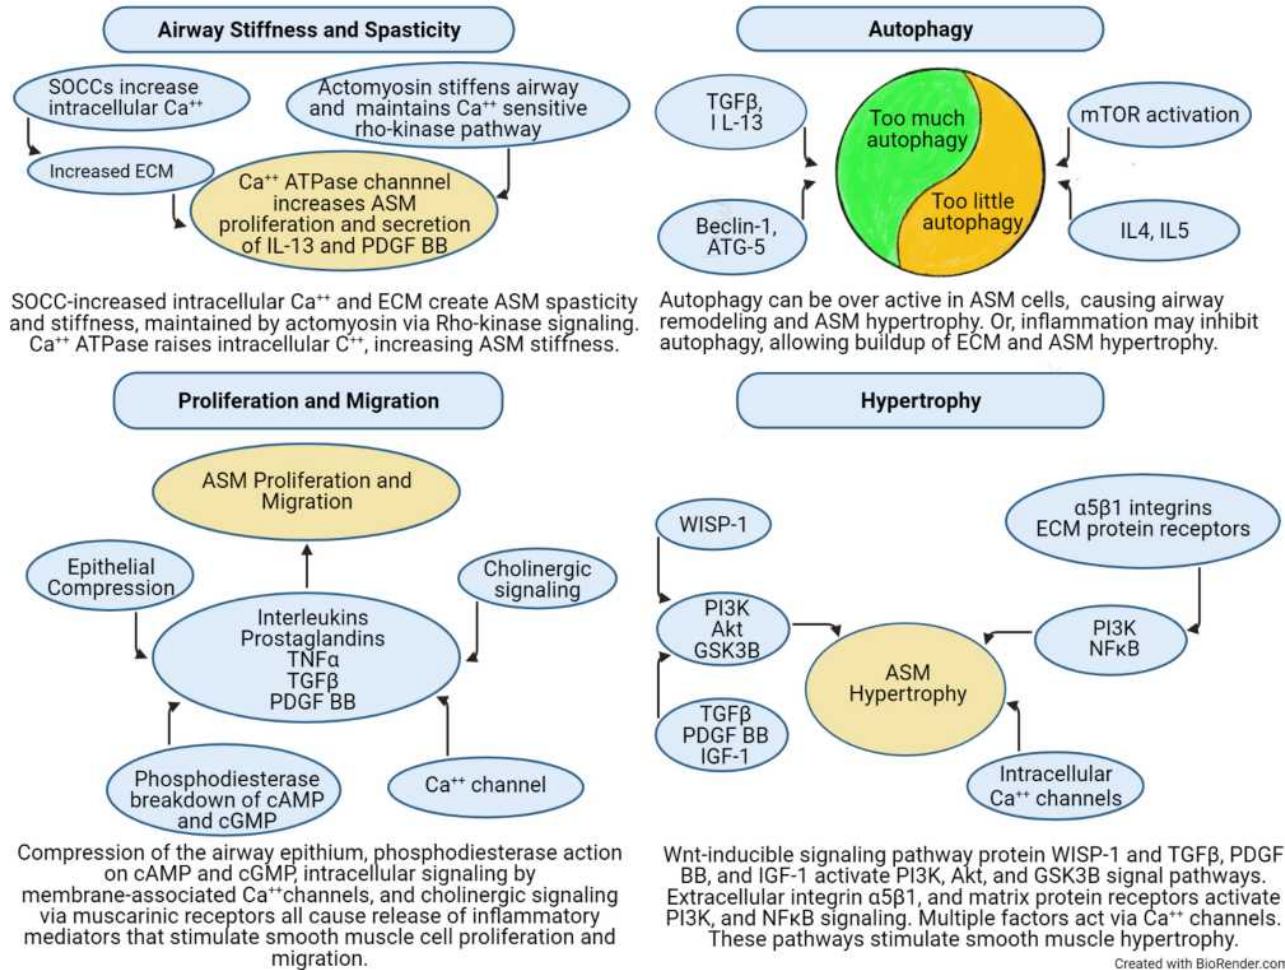 Airway Stiffness and Spasticity
SOCCs increase
intracellular Ca⁺⁺
Actomyosin stiffens airway
and maintains Ca⁺⁺ sensitive
rho-kinase pathway
Increased ECM
Ca⁺⁺ ATPase channnel
increases ASM
proliferation and secretion
of IL-13 and PDGF BB
SOCC-increased intracellular Ca⁺⁺ and ECM create ASM spasticity
and stiffness, maintained by actomyosin via Rho-kinase signaling.
Ca⁺⁺ ATPase raises intracellular C⁺⁺, increasing ASM stiffness.
Autophagy
TGFβ,
I L-13
Too much
autophagy
mTOR activation
Beclin-1,
ATG-5
Too little
autophagy
IL4, IL5
Autophagy can be over active in ASM cells, causing airway
remodeling and ASM hypertrophy. Or, inflammation may inhibit
autophagy, allowing buildup of ECM and ASM hypertrophy.
Proliferation and Migration
ASM Proliferation and
Migration
Epithelial
Compression
Cholinergic
signaling
Interleukins
Prostaglandins
TNFα
TGFβ
PDGF BB
Phosphodiesterase
breakdown of cAMP
and cGMP
Ca⁺⁺ channel
Compression of the airway epithium, phosphodiesterase action
on cAMP and cGMP, intracellular signaling by
membrane-associated Ca⁺⁺channels, and cholinergic signaling
via muscarinic receptors all cause release of inflammatory
mediators that stimulate smooth muscle cell proliferation and
migration.
Hypertrophy
WISP-1
α5β1 integrins
ECM protein receptors
PI3K
Akt
GSK3B
PI3K
NFκB
ASM
Hypertrophy
TGFβ
PDGF BB
IGF-1
Intracellular
Ca⁺⁺ channels
Wnt-inducible signaling pathway protein WISP-1 and TGFβ, PDGF
BB, and IGF-1 activate PI3K, Akt, and GSK3B signal pathways.
Extracellular integrin α5β1, and matrix protein receptors activate
PI3K, and NFκB signaling. Multiple factors act via Ca⁺⁺ channels.
These pathways stimulate smooth muscle hypertrophy.
Created with BioRender.com